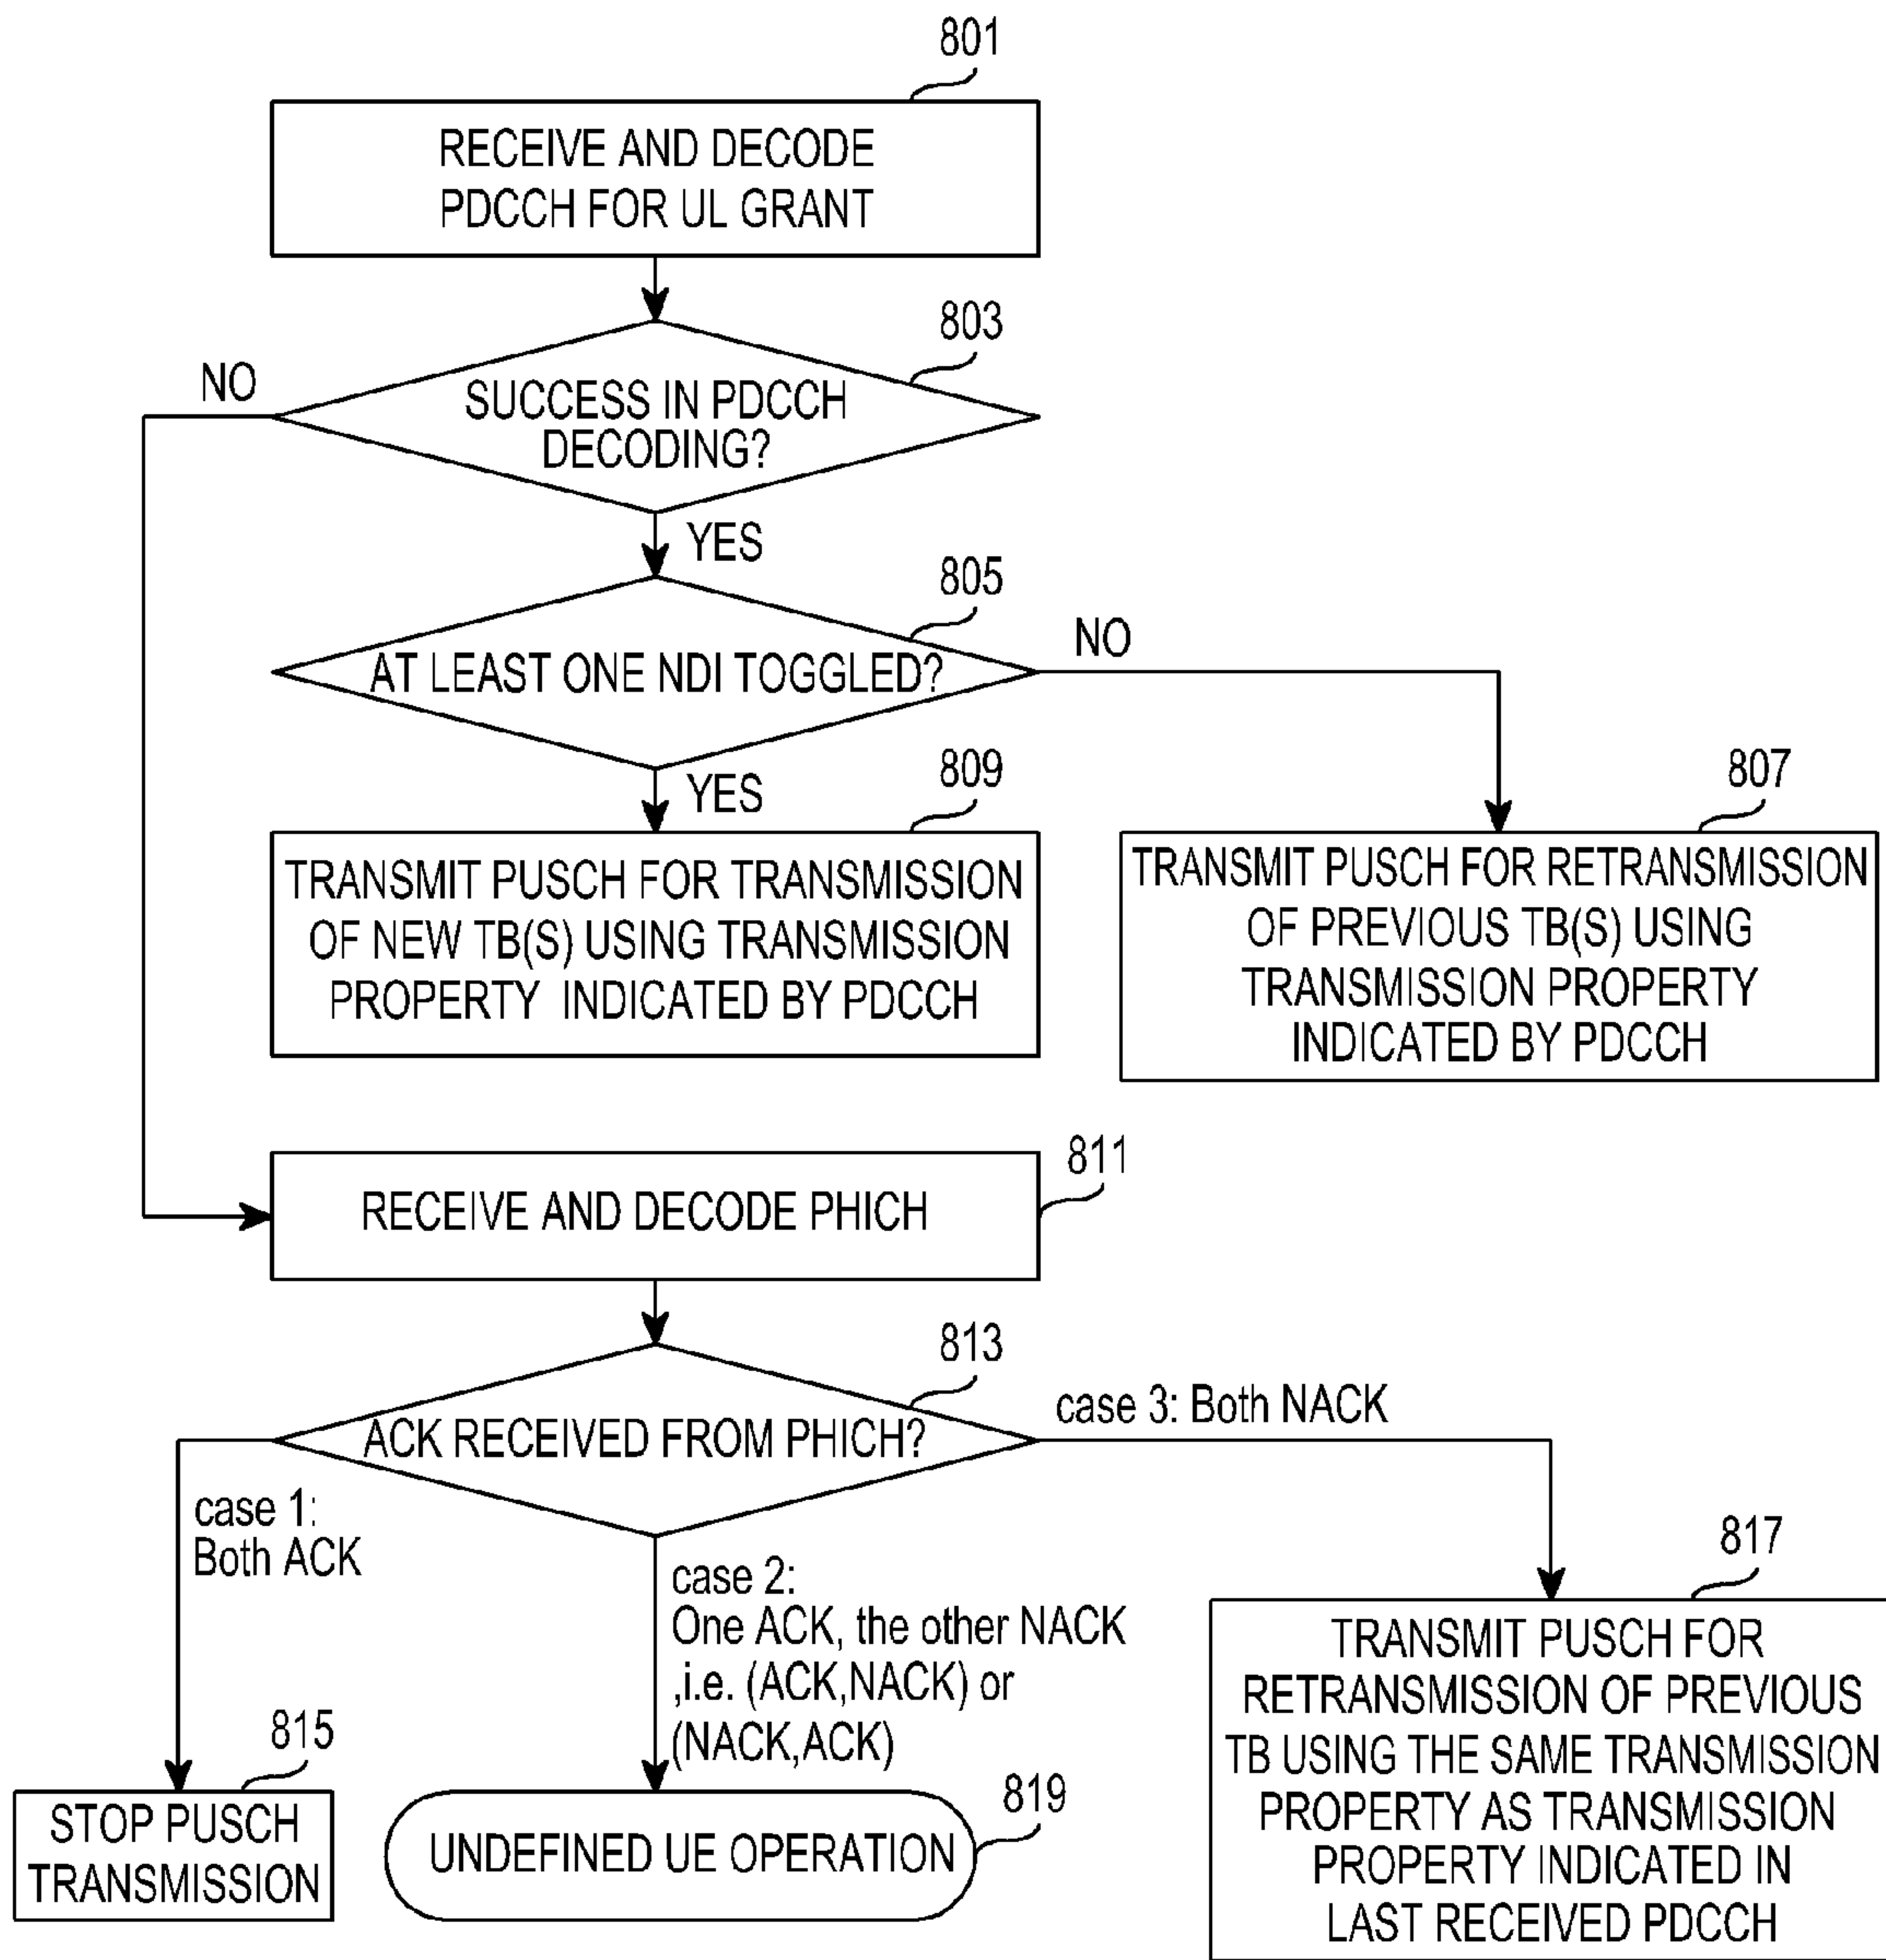 801
RECEIVE AND DECODE
PDCCH FOR UL GRANT
803
NO
SUCCESS IN PDCCH
DECODING?
YES
805
NO
AT LEAST ONE NDI TOGGLED?
YES
809
807
TRANSMIT PUSCH FOR TRANSMISSION
OF NEW TB(S) USING TRANSMISSION
PROPERTY INDICATED BY PDCCH
TRANSMIT PUSCH FOR RETRANSMISSION
OF PREVIOUS TB(S) USING
TRANSMISSION PROPERTY
INDICATED BY PDCCH
811
RECEIVE AND DECODE PHICH
813
ACK RECEIVED FROM PHICH?
case 3: Both NACK
case 1:
Both ACK
case 2:
One ACK, the other NACK
,i.e. (ACK,NACK) or
(NACK,ACK)
815
STOP PUSCH
TRANSMISSION
819
UNDEFINED UE OPERATION
817
TRANSMIT PUSCH FOR
RETRANSMISSION OF PREVIOUS
TB USING THE SAME TRANSMISSION
PROPERTY AS TRANSMISSION
PROPERTY INDICATED IN
LAST RECEIVED PDCCH